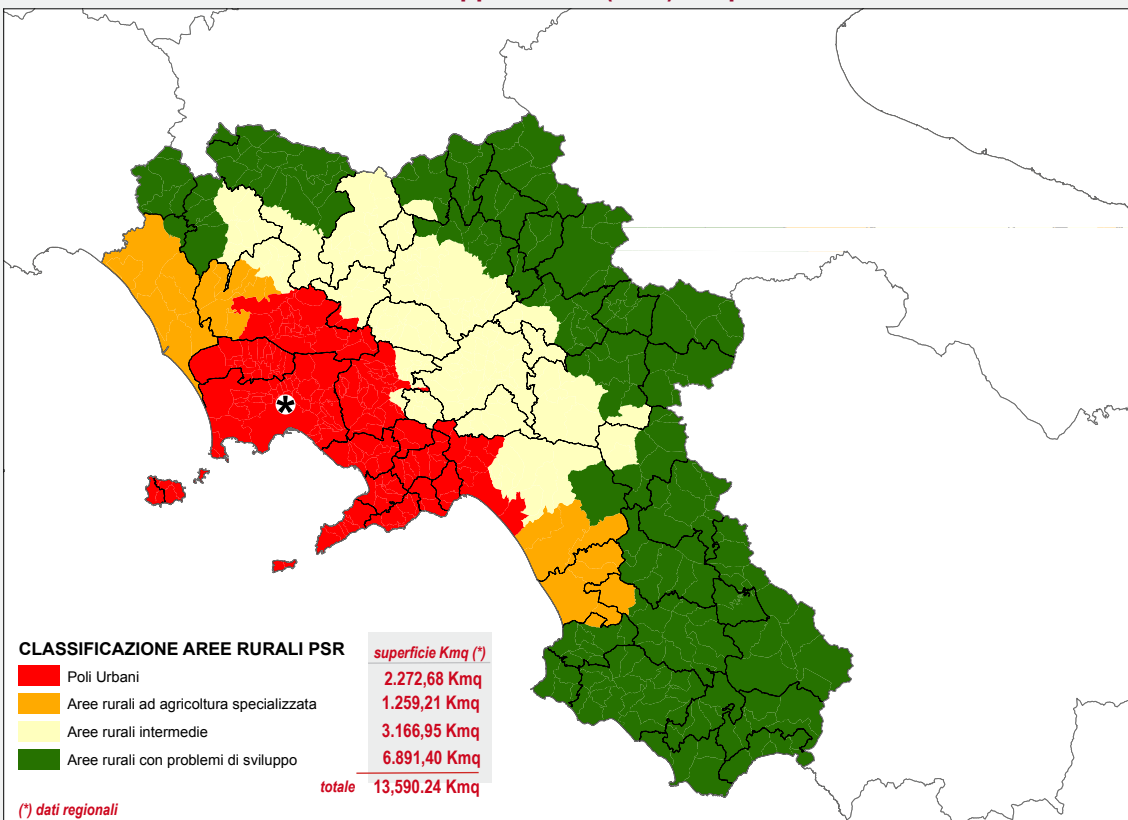 CLASSIFICAZIONE AREE RURALI PSR
superficie Kmq (*)
Poli Urbani
2.272,68 Kmq
Aree rurali ad agricoltura specializzata
1.259,21 Kmq
Aree rurali intermedie
3.166,95 Kmq
Aree rurali con problemi di sviluppo
6.891,40 Kmq
totale 13,590.24 Kmq
(*) dati regionali